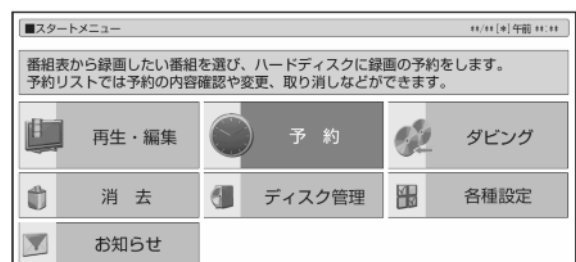 ■スタートメニュー **/**[*]午前 **:**
番組表から録画したい番組を選び、ハードディスクに録画の予約をします。
予約リストでは予約の内容確認や変更、取り消しなどができます。
再生・編集 予 約 ダビング
消 去 ディスク管理 各種設定
お知らせ